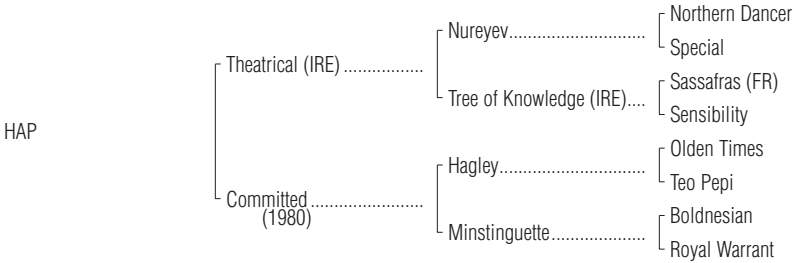 Northern Dancer
Nureyev
Special
Theatrical (IRE)
Sassafras (FR)
Tree of Knowledge (IRE)
Sensibility
HAP
Olden Times
Hagley
Teo Pepi
Committed
(1980)
Boldnesian
Minstinguette
Royal Warrant